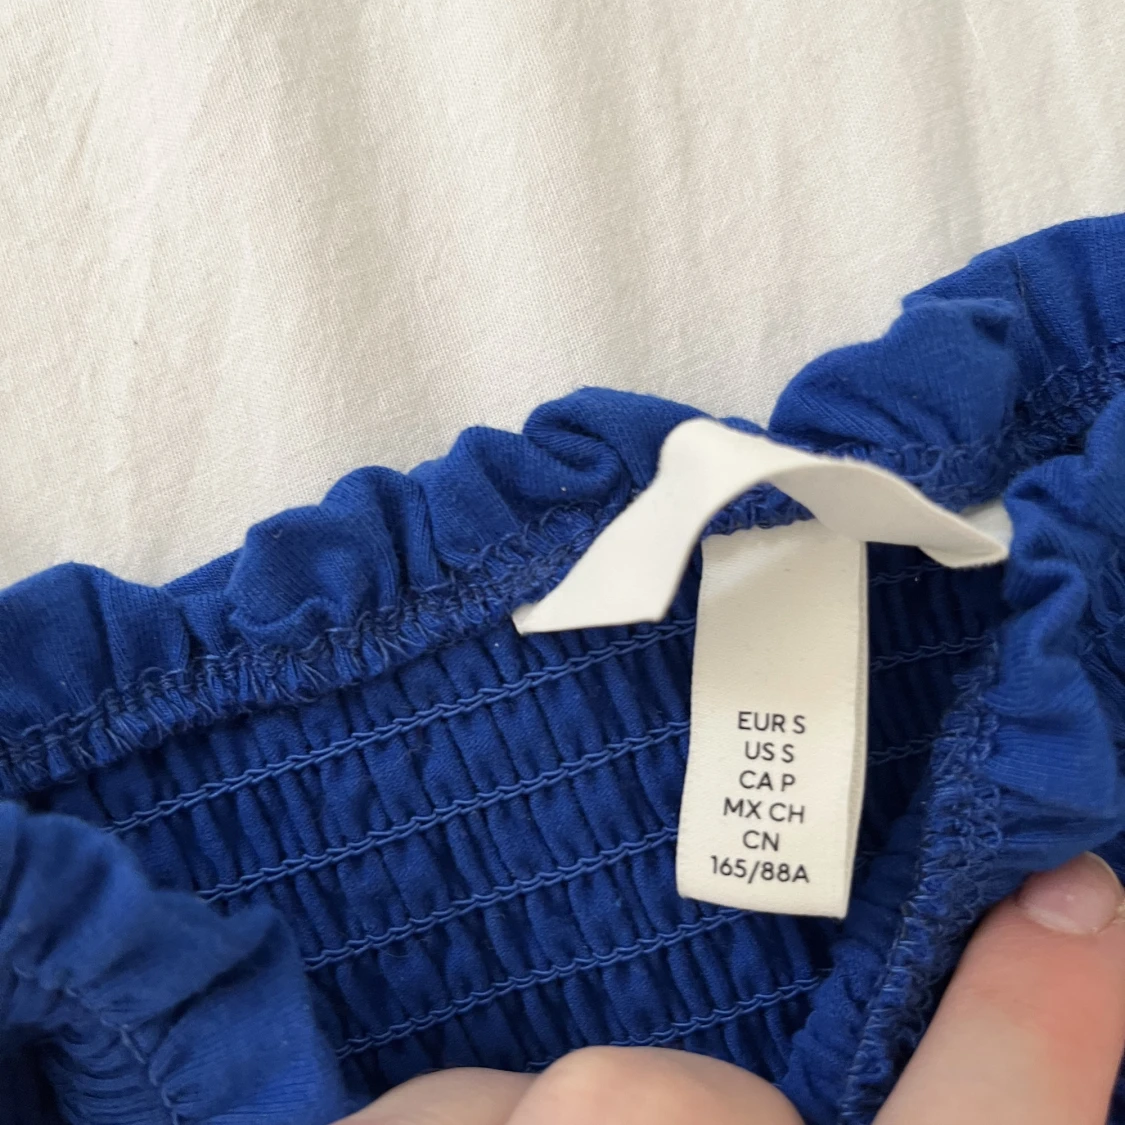 EUR S
US S
CA P
MX CH
CN
165/88A